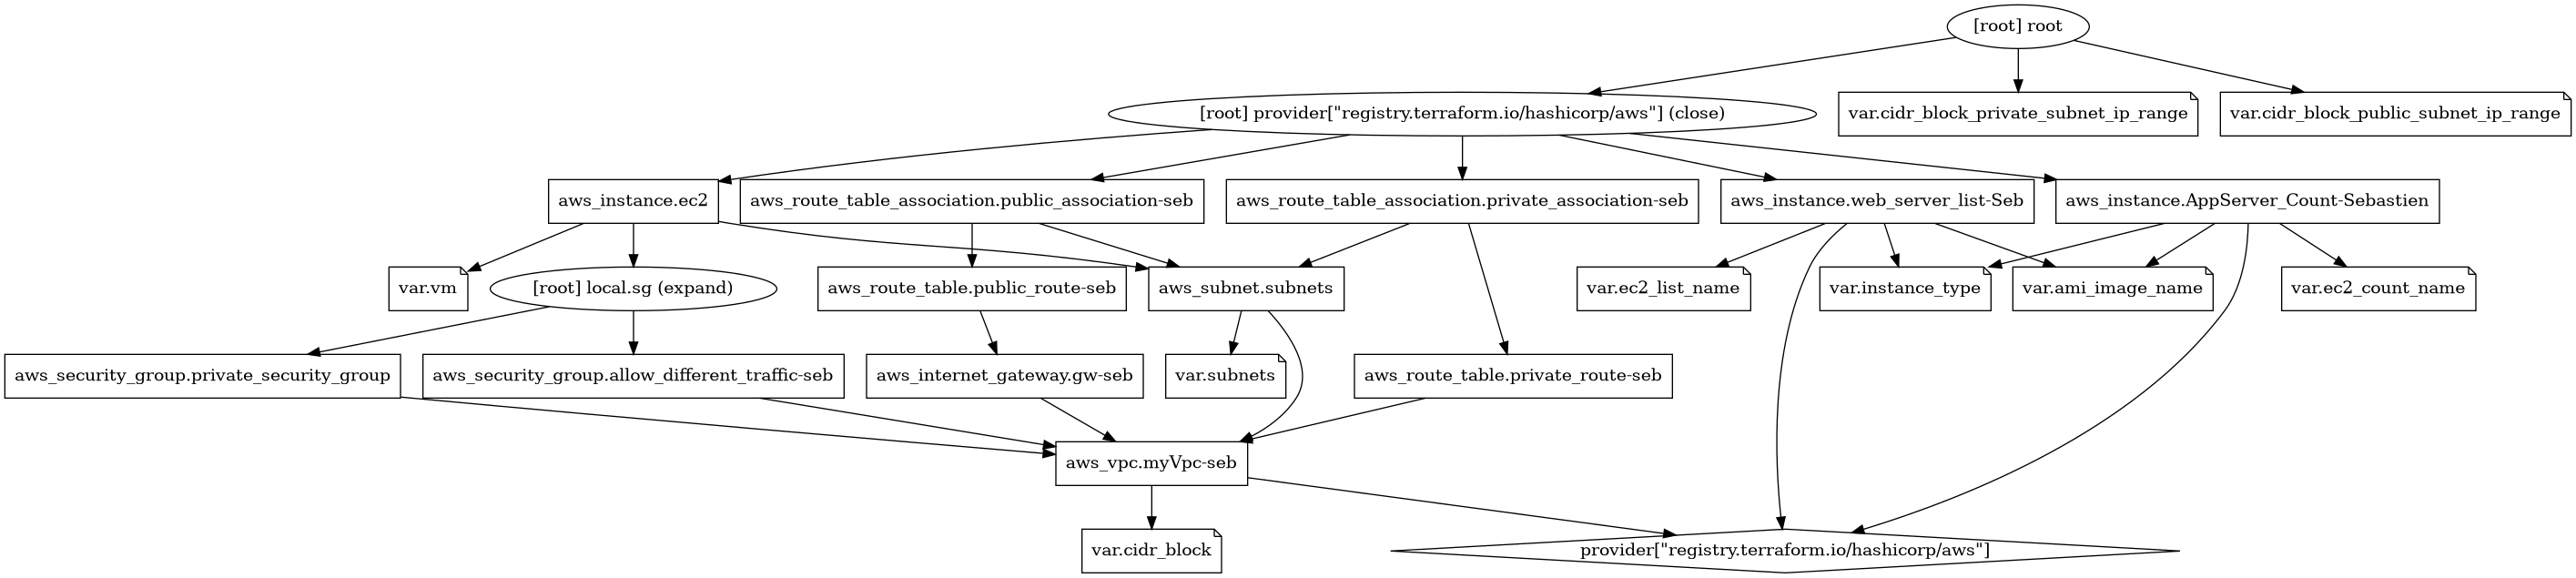 [root] root
[root] provider["registry.terraform.io/hashicorp/aws"] (close)
var.cidr_block_private_subnet_ip_range
var.cidr_block_public_subnet_ip_range
aws_instance.ec2
aws_route_table_association.public_association-seb
aws_route_table_association.private_association-seb
aws_instance.web_server_list-Seb
aws_instance.AppServer_Count-Sebastien
var.vm
[root] local.sg (expand)
aws_route_table.public_route-seb
aws_subnet.subnets
var.ec2_list_name
var.instance_type
var.ami_image_name
var.ec2_count_name
aws_security_group.private_security_group
aws_security_group.allow_different_traffic-seb
aws_internet_gateway.gw-seb
var.subnets
aws_route_table.private_route-seb
aws_vpc.myVpc-seb
var.cidr_block
provider[\"registry.terraform.io/hashicorp/aws\"]